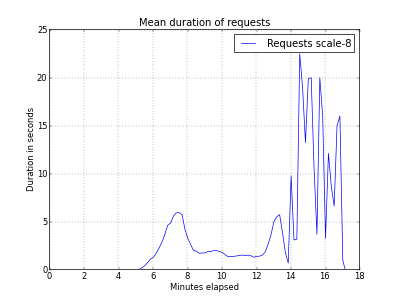 Mean duration of requests
Requests scale-8
25
20
15
10
5
0
Duration in seconds
0 2 4 6 8 10 12 14 16 18
Minutes elapsed